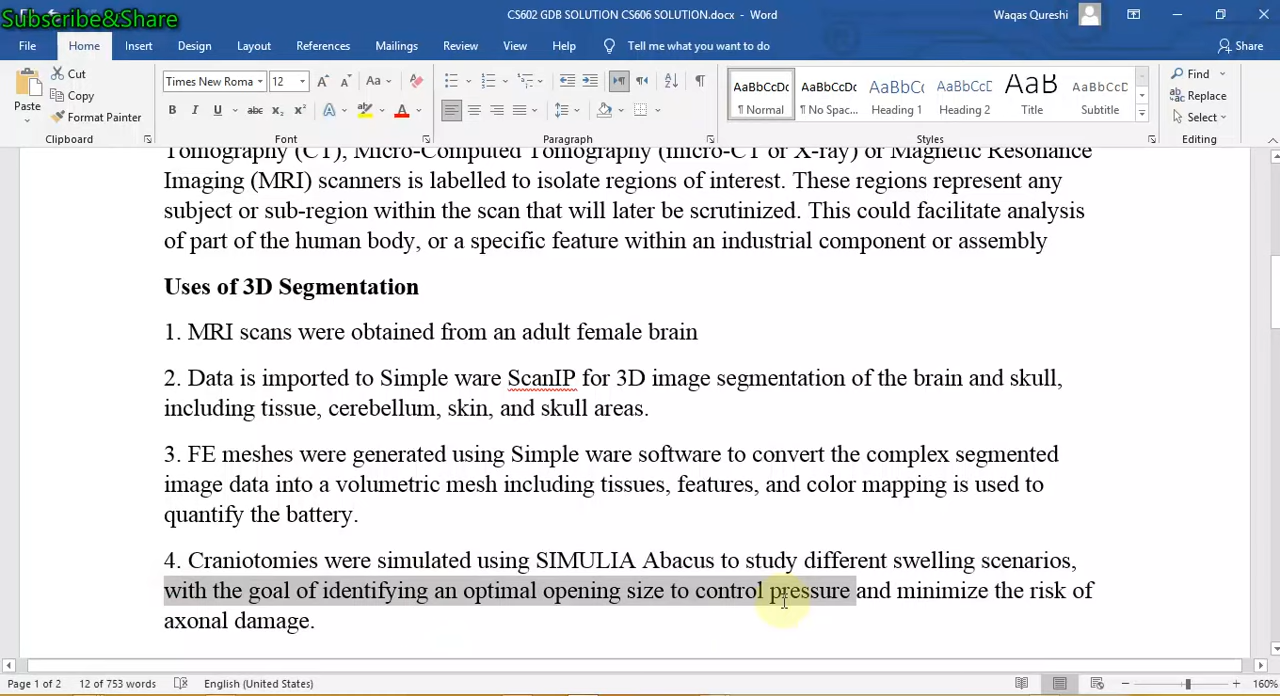 Subscribe&Share
CS602 GDB SOLUTION CS606 SOLUTION.docx - Word
Waqas Qureshi
File Home Insert Design Layout References Mailings Review View Help Tell me what you want to do Share
Paste
Cut
Copy
Format Painter
Clipboard
Times New Roma 12
Font
Paragraph
AaBbCcDc AaBbCcDc AaBbCc AaBbCcD AaB AaBbCcD
¶ Normal ¶ No Spac... Heading 1 Heading 2 Title Subtitle
Styles
Find
Replace
Select
Editing
Tomography (CT), Micro-Computed Tomography (micro-CT or X-ray) or Magnetic Resonance
Imaging (MRI) scanners is labelled to isolate regions of interest. These regions represent any
subject or sub-region within the scan that will later be scrutinized. This could facilitate analysis
of part of the human body, or a specific feature within an industrial component or assembly
Uses of 3D Segmentation
1. MRI scans were obtained from an adult female brain
2. Data is imported to Simple ware ScanIP for 3D image segmentation of the brain and skull,
including tissue, cerebellum, skin, and skull areas.
3. FE meshes were generated using Simple ware software to convert the complex segmented
image data into a volumetric mesh including tissues, features, and color mapping is used to
quantify the battery.
4. Craniotomies were simulated using SIMULIA Abacus to study different swelling scenarios,
with the goal of identifying an optimal opening size to control pressure and minimize the risk of
axonal damage.
Page 1 of 2 12 of 753 words English (United States) 160%